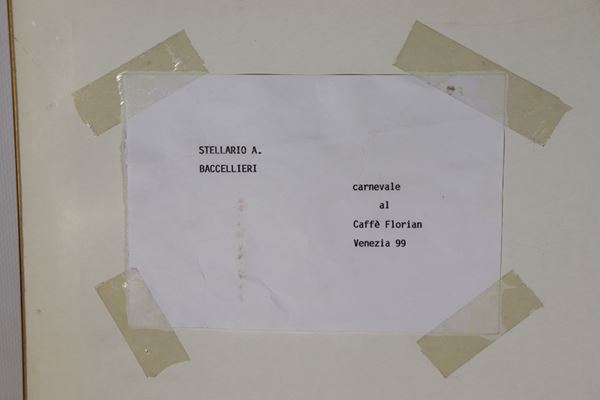 STELLARIO A.
BACCELLIERI
carnevale
al
Caffè Florian
Venezia 99